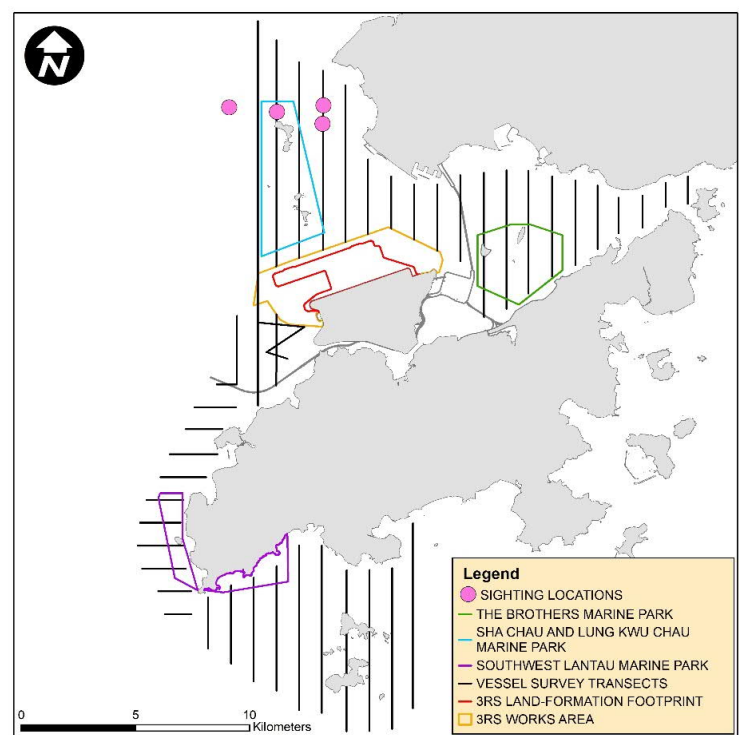 N
Legend
SIGHTING LOCATIONS
THE BROTHERS MARINE PARK
SHA CHAU AND LUNG KWU CHAU
MARINE PARK
SOUTHWEST LANTAU MARINE PARK
VESSEL SURVEY TRANSECTS
3RS LAND-FORMATION FOOTPRINT
3RS WORKS AREA
0 5 10
Kilometers